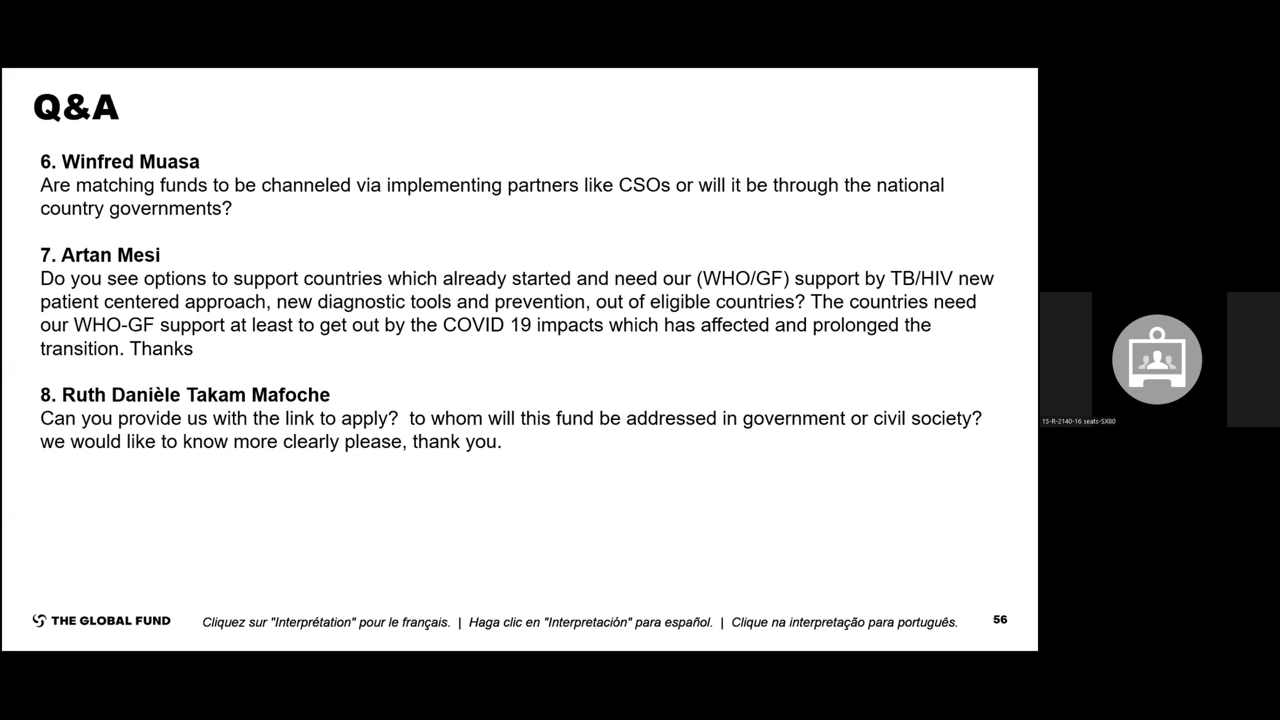 Q&A
6. Winfred Muasa
Are matching funds to be channeled via implementing partners like CSOs or will it be through the national
country governments?
7. Artan Mesi
Do you see options to support countries which already started and need our (WHO/GF) support by TB/HIV new
patient centered approach, new diagnostic tools and prevention, out of eligible countries? The countries need
our WHO-GF support at least to get out by the COVID 19 impacts which has affected and prolonged the
transition. Thanks
8. Ruth Danièle Takam Mafoche
Can you provide us with the link to apply?  to whom will this fund be addressed in government or civil society?
we would like to know more clearly please, thank you.
15-R-2140-16 seats-SX80
THE GLOBAL FUND
Cliquez sur "Interprétation" pour le français. | Haga clic en "Interpretación" para español. | Clique na interpretação para português.
56